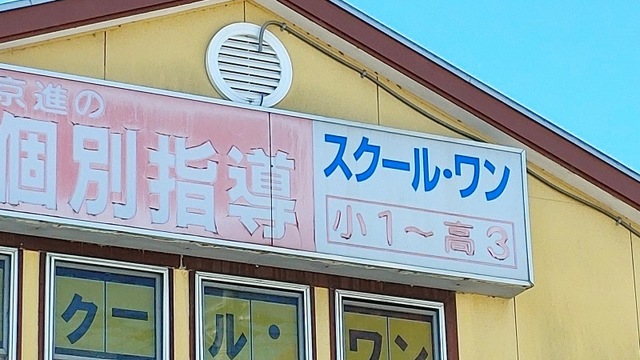 京進の
個別指導
スクール・ワン
小1～高3
クール・ワン